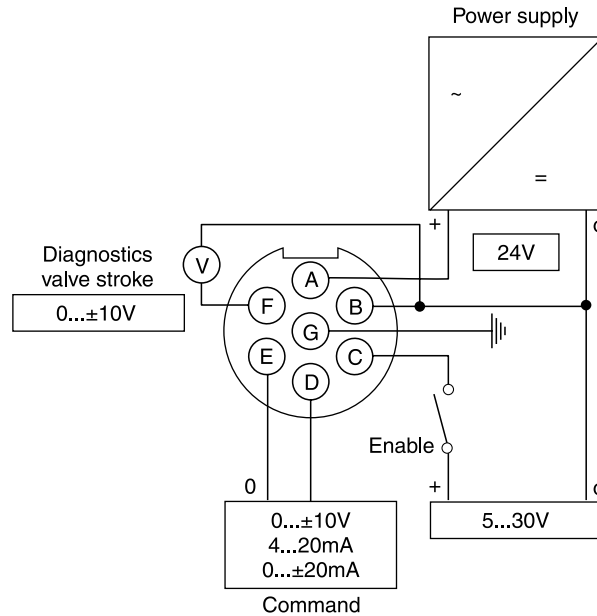 Power supply
~
=
+
24V
Diagnostics
valve stroke
0...±10V
V
A
F
B
G
E
C
D
Enable
0
+
0...±10V
4...20mA
0...±20mA
5...30V
Command